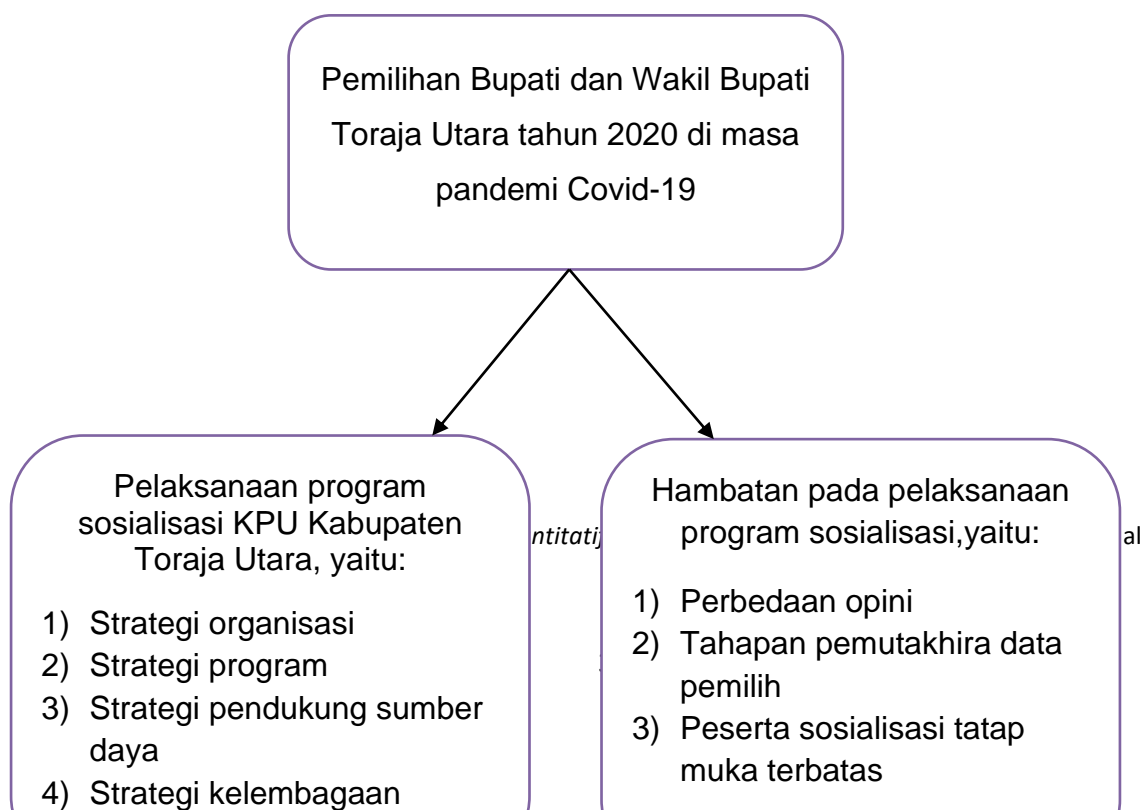 Pemilihan Bupati dan Wakil Bupati
Toraja Utara tahun 2020 di masa
pandemi Covid-19
Pelaksanaan program
sosialisasi KPU Kabupaten
Toraja Utara, yaitu:
1) Strategi organisasi
2) Strategi program
3) Strategi pendukung sumber
daya
4) Strategi kelembagaan
Hambatan pada pelaksanaan
program sosialisasi,yaitu:
1) Perbedaan opini
2) Tahapan pemutakhira data
pemilih
3) Peserta sosialisasi tatap
muka terbatas